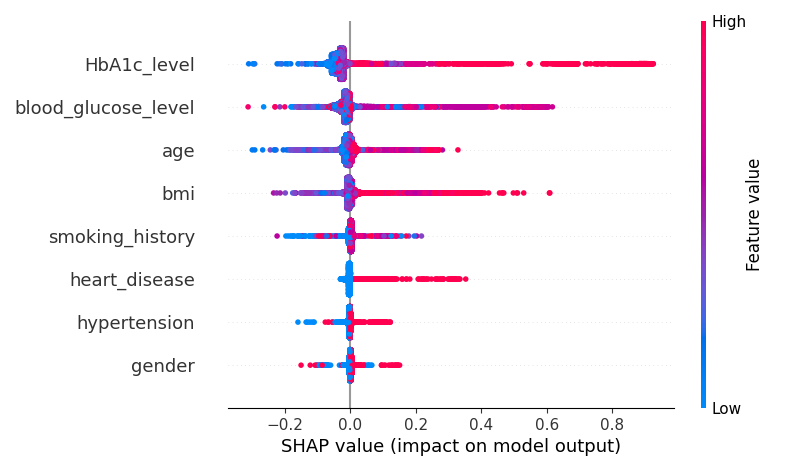 High
HbA1c_level
blood_glucose_level
age
bmi
smoking_history
heart_disease
hypertension
gender
Feature value
Low
−0.2 0.0 0.2 0.4 0.6 0.8
SHAP value (impact on model output)